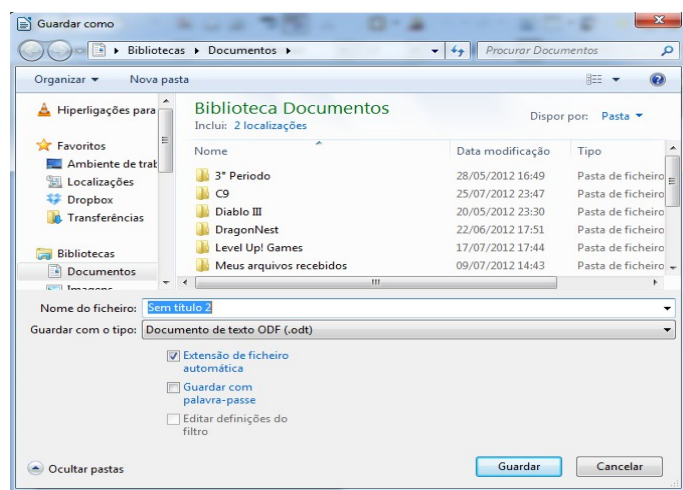 Guardar como
Bibliotecas Documentos
Procurar Documentos
Organizar Nova pasta
Hiperligações para
Favoritos
Ambiente de trab
Localizações
Dropbox
Transferências
Bibliotecas
Documentos
Imagens
Biblioteca Documentos
Inclui: 2 localizações
Dispor por: Pasta
Nome Data modificação Tipo
3º Periodo 28/05/2012 16:49 Pasta de ficheiro
C9 25/07/2012 23:47 Pasta de ficheiro
Diablo III 20/05/2012 23:30 Pasta de ficheiro
DragonNest 22/06/2012 17:51 Pasta de ficheiro
Level Up! Games 17/07/2012 17:44 Pasta de ficheiro
Meus arquivos recebidos 09/07/2012 14:43 Pasta de ficheiro
Nome do ficheiro: Sem título 2
Guardar com o tipo: Documento de texto ODF (.odt)
Extensão de ficheiro
automática
Guardar com
palavra-passe
Editar definições do
filtro
Ocultar pastas
Guardar Cancelar